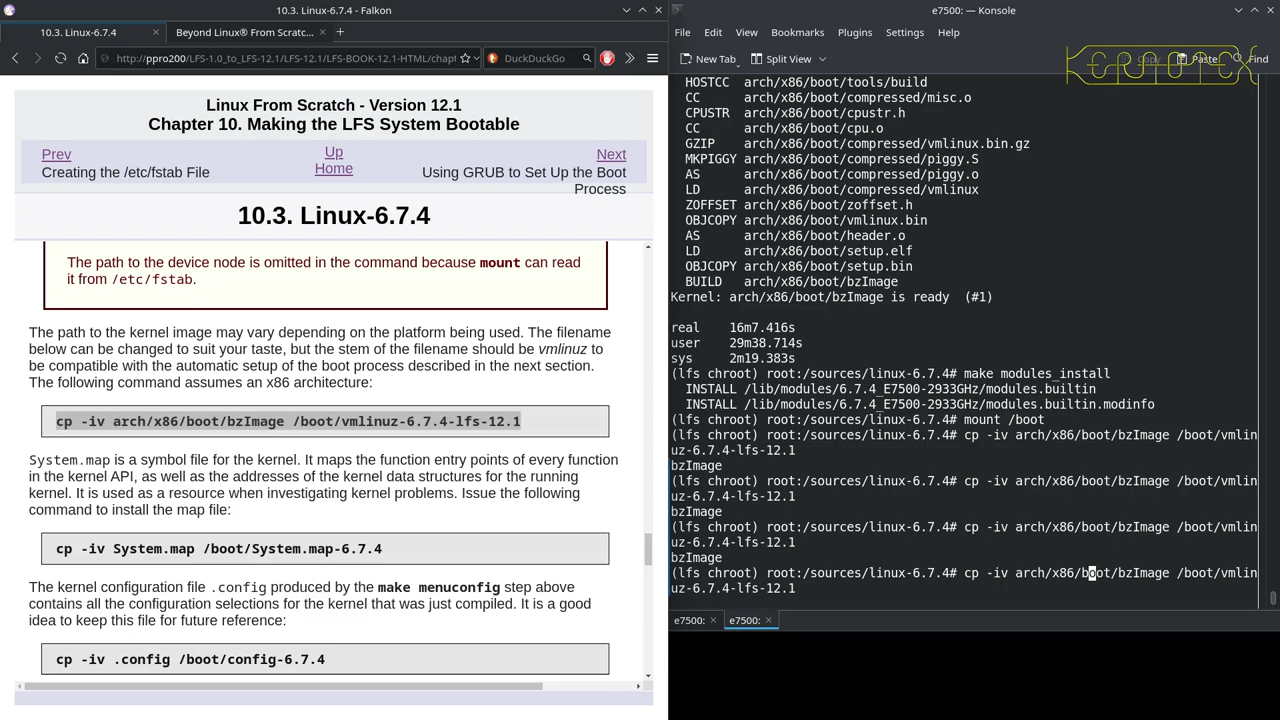 10.3. Linux-6.7.4 - Falkon
10.3. Linux-6.7.4
Beyond Linux® From Scratc...
http://ppro200/LFS-1.0_to_LFS-12.1/LFS-12.1/LFS-BOOK-12.1-HTML/chapt
DuckDuckGo
Linux From Scratch - Version 12.1
Chapter 10. Making the LFS System Bootable
Prev
Up
Next
Creating the /etc/fstab File
Home
Using GRUB to Set Up the Boot
Process
10.3. Linux-6.7.4
The path to the device node is omitted in the command because mount can read
it from /etc/fstab.
The path to the kernel image may vary depending on the platform being used. The filename
below can be changed to suit your taste, but the stem of the filename should be vmlinuz to
be compatible with the automatic setup of the boot process described in the next section.
The following command assumes an x86 architecture:
cp -iv arch/x86/boot/bzImage /boot/vmlinuz-6.7.4-lfs-12.1
System.map is a symbol file for the kernel. It maps the function entry points of every function
in the kernel API, as well as the addresses of the kernel data structures for the running
kernel. It is used as a resource when investigating kernel problems. Issue the following
command to install the map file:
cp -iv System.map /boot/System.map-6.7.4
The kernel configuration file .config produced by the make menuconfig step above
contains all the configuration selections for the kernel that was just compiled. It is a good
idea to keep this file for future reference:
cp -iv .config /boot/config-6.7.4
e7500: — Konsole
File Edit View Bookmarks Plugins Settings Help
New Tab Split View Copy Paste Find
HOSTCC arch/x86/boot/tools/build
CC arch/x86/boot/compressed/misc.o
CPUSTR arch/x86/boot/cpustr.h
CC arch/x86/boot/cpu.o
GZIP arch/x86/boot/compressed/vmlinux.bin.gz
MKPIGGY arch/x86/boot/compressed/piggy.S
AS arch/x86/boot/compressed/piggy.o
LD arch/x86/boot/compressed/vmlinux
ZOFFSET arch/x86/boot/zoffset.h
OBJCOPY arch/x86/boot/vmlinux.bin
AS arch/x86/boot/header.o
LD arch/x86/boot/setup.elf
OBJCOPY arch/x86/boot/setup.bin
BUILD arch/x86/boot/bzImage
Kernel: arch/x86/boot/bzImage is ready (#1)
real 16m7.416s
user 29m38.714s
sys 2m19.383s
(lfs chroot) root:/sources/linux-6.7.4# make modules_install
INSTALL /lib/modules/6.7.4_E7500-2933GHz/modules.builtin
INSTALL /lib/modules/6.7.4_E7500-2933GHz/modules.builtin.modinfo
(lfs chroot) root:/sources/linux-6.7.4# mount /boot
(lfs chroot) root:/sources/linux-6.7.4# cp -iv arch/x86/boot/bzImage /boot/vmlin
uz-6.7.4-lfs-12.1
bzImage
(lfs chroot) root:/sources/linux-6.7.4# cp -iv arch/x86/boot/bzImage /boot/vmlin
uz-6.7.4-lfs-12.1
bzImage
(lfs chroot) root:/sources/linux-6.7.4# cp -iv arch/x86/boot/bzImage /boot/vmlin
uz-6.7.4-lfs-12.1
bzImage
(lfs chroot) root:/sources/linux-6.7.4# cp -iv arch/x86/boot/bzImage /boot/vmlin
uz-6.7.4-lfs-12.1
e7500:
e7500: